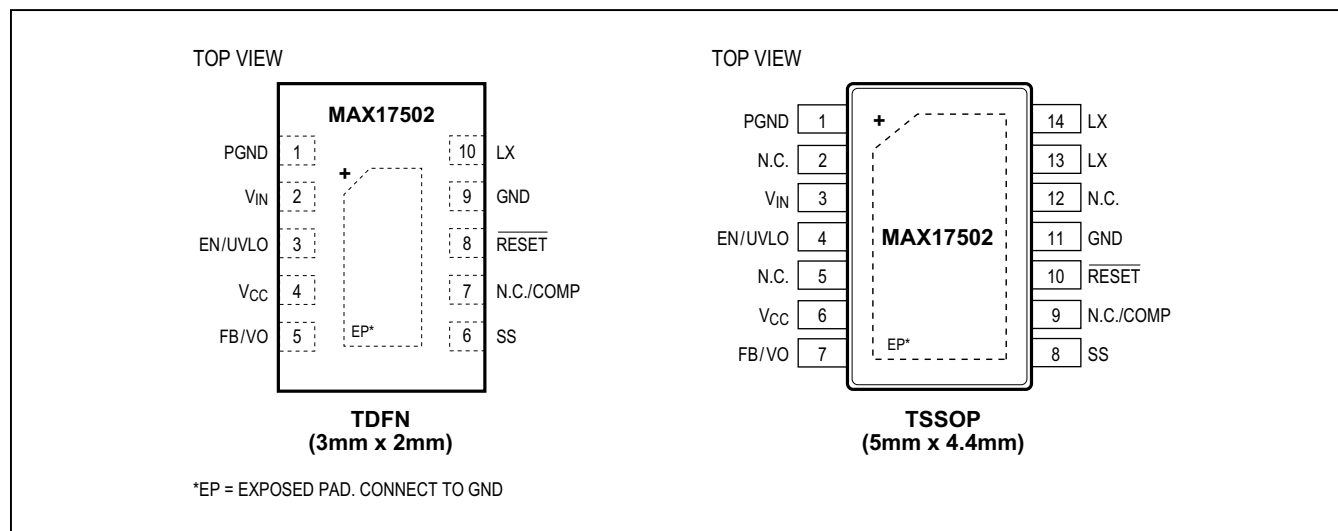 TOP VIEW
MAX17502
PGND 1
10 LX
VIN 2
9 GND
EN/UVLO 3
8 RESET
VCC 4
7 N.C./COMP
FB/VO 5
6 SS
+
EP*
TDFN
(3mm x 2mm)
*EP = EXPOSED PAD. CONNECT TO GND
TOP VIEW
PGND 1
14 LX
N.C. 2
13 LX
VIN 3
12 N.C.
EN/UVLO 4
MAX17502
11 GND
N.C. 5
10 RESET
VCC 6
9 N.C./COMP
FB/VO 7
8 SS
+
EP*
TSSOP
(5mm x 4.4mm)